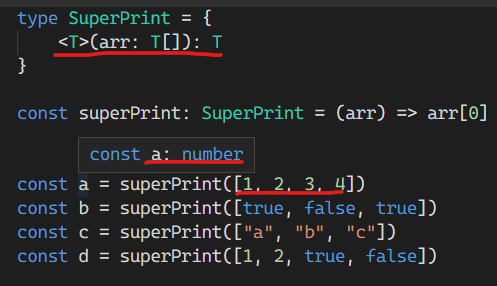 type SuperPrint = {
    <T>(arr: T[]): T
}
const superPrint: SuperPrint = (arr) => arr[0]
const a: number
const a = superPrint([1, 2, 3, 4])
const b = superPrint([true, false, true])
const c = superPrint(["a", "b", "c"])
const d = superPrint([1, 2, true, false])